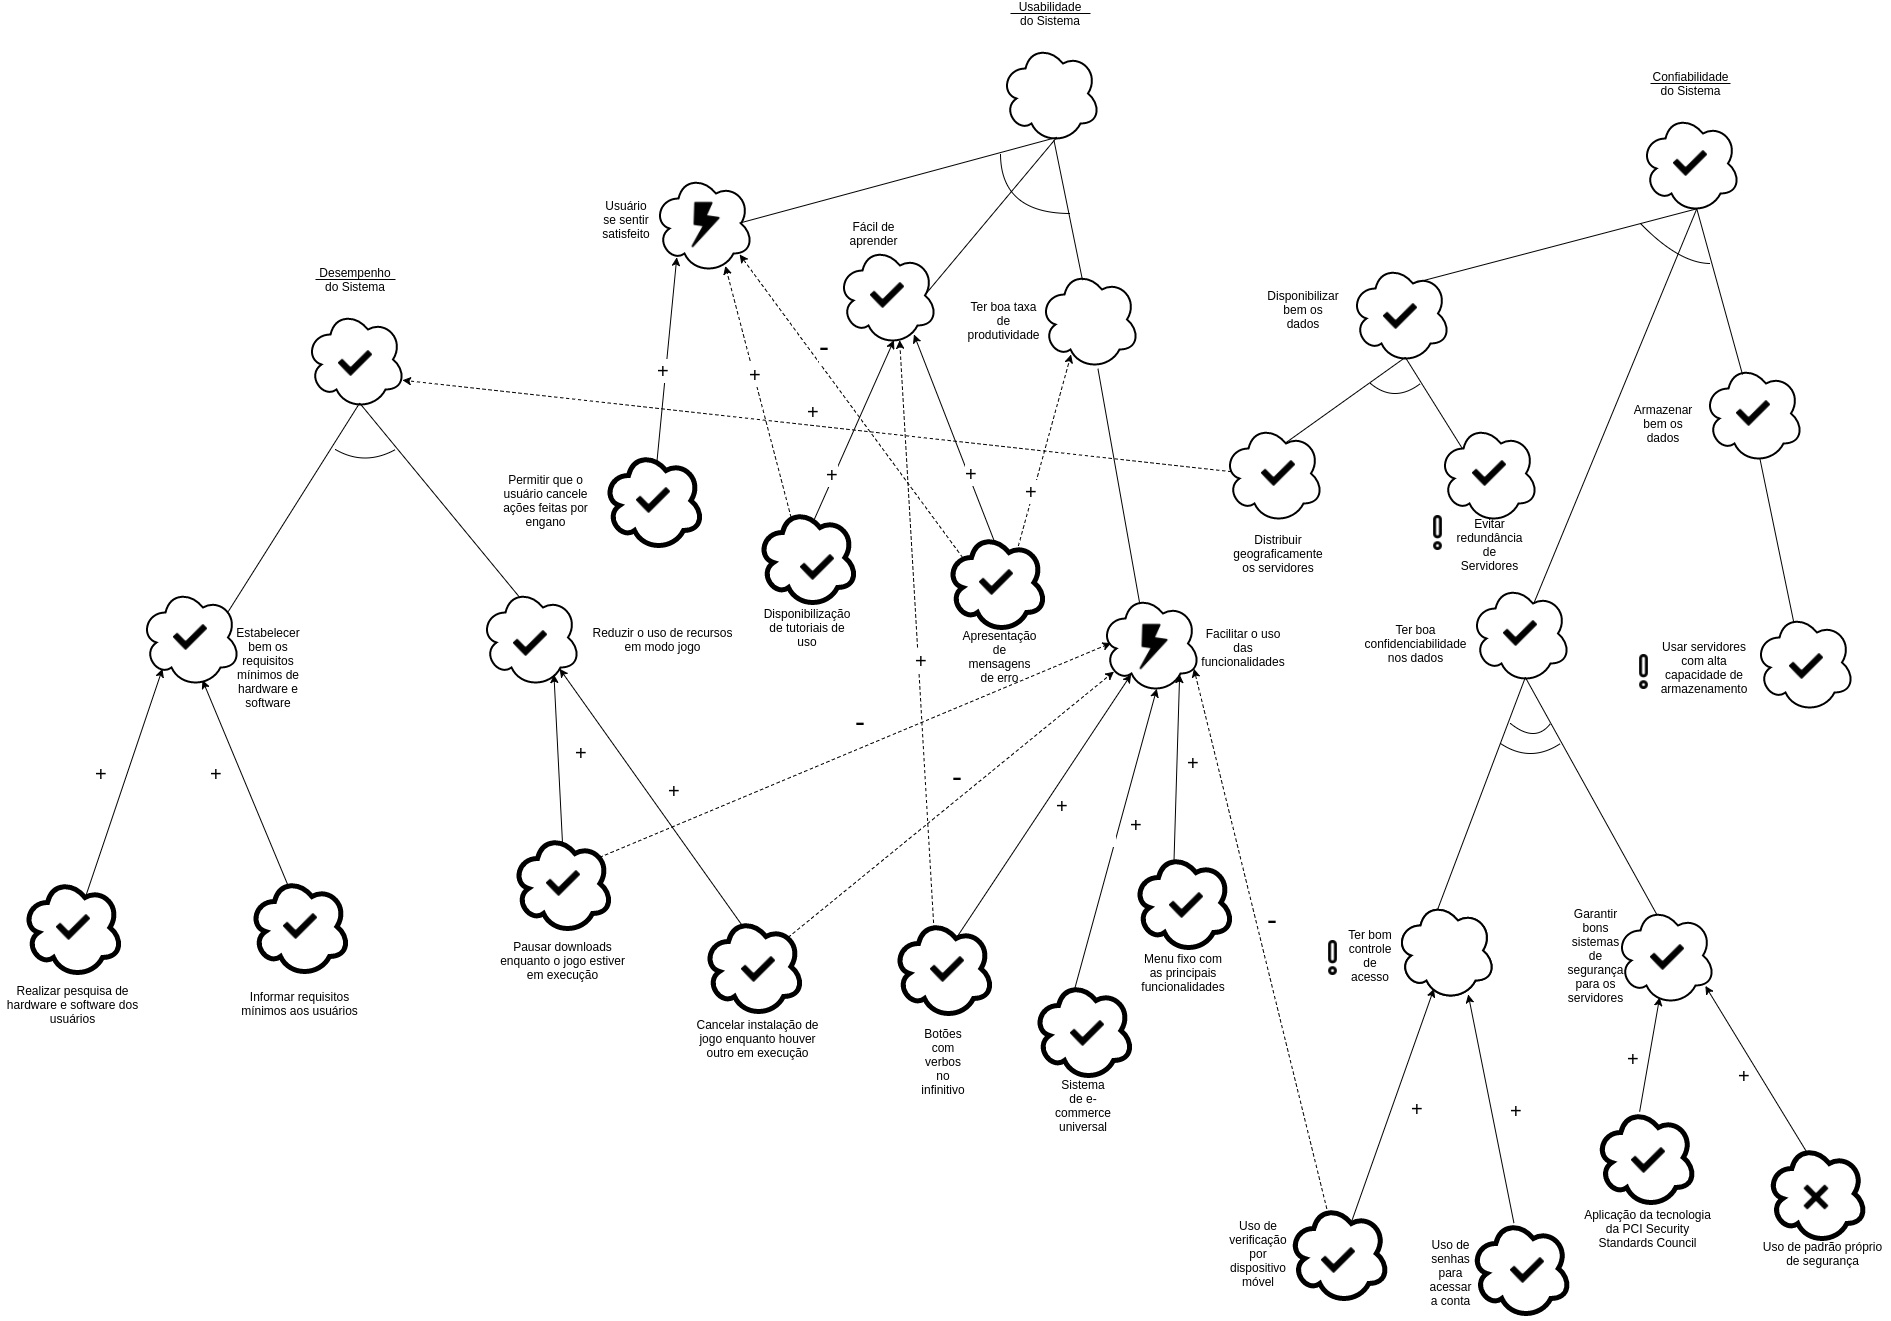 Usabilidade
do Sistema
Confiabilidade
do Sistema
Usuário
se sentir
satisfeito
Fácil de
aprender
Desempenho
do Sistema
Ter boa taxa
de
produtividade
Disponibilizar
bem os
dados
-
+
+
+
Armazenar
bem os
dados
Permitir que o
usuário cancele
ações feitas por
engano
+
+
+
Distribuir
geograficamente
os servidores
Evitar
redundância
de
Servidores
Disponibilização
de tutoriais de
uso
Apresentação
de
mensagens
de erro
Estabelecer
bem os
requisitos
mínimos de
hardware e
software
Reduzir o uso de recursos
em modo jogo
+
Facilitar o uso
das
funcionalidades
Ter boa
confidenciabilidade
nos dados
Usar servidores
com alta
capacidade de
armazenamento
+
+
+
+
-
-
+
+
+
-
Pausar downloads
enquanto o jogo estiver
em execução
Realizar pesquisa de
hardware e software dos
usuários
Informar requisitos
mínimos aos usuários
Cancelar instalação de
jogo enquanto houver
outro em execução
Botões
com
verbos
no
infinitivo
Sistema
de e-
commerce
universal
Menu fixo com
as principais
funcionalidades
Ter bom
controle
de
acesso
Garantir
bons
sistemas
de
segurança
para os
servidores
+
+
+
+
Uso de
verificação
por
dispositivo
móvel
Uso de
senhas
para
acessar
a conta
Aplicação da tecnologia
da PCI Security
Standards Council
Uso de padrão próprio
de segurança